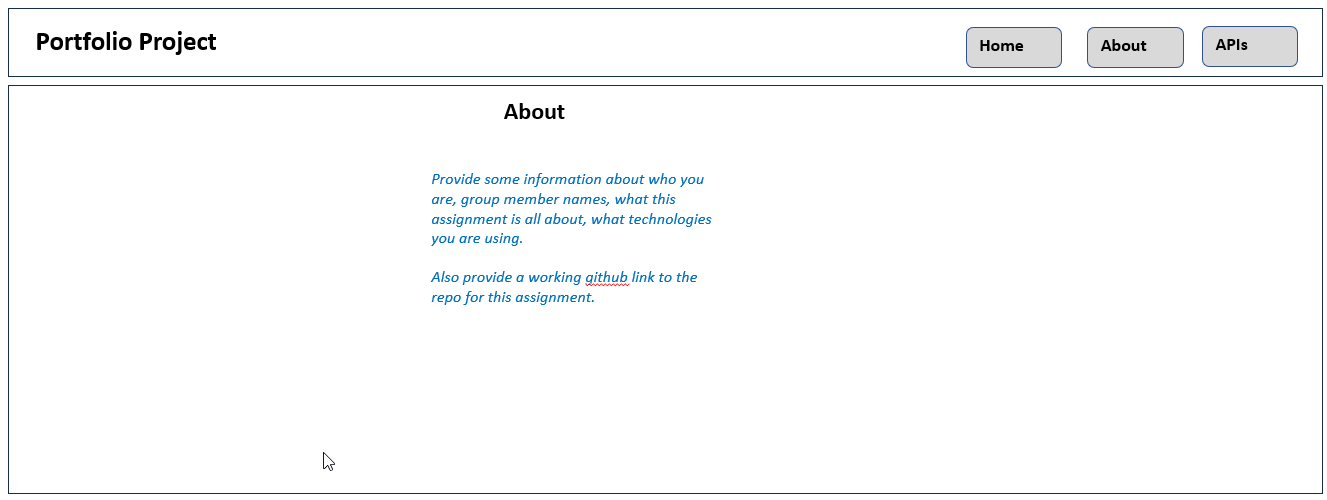 Portfolio Project
Home
About
APIs
About
Provide some information about who you
are, group member names, what this
assignment is all about, what technologies
you are using.
Also provide a working github link to the
repo for this assignment.